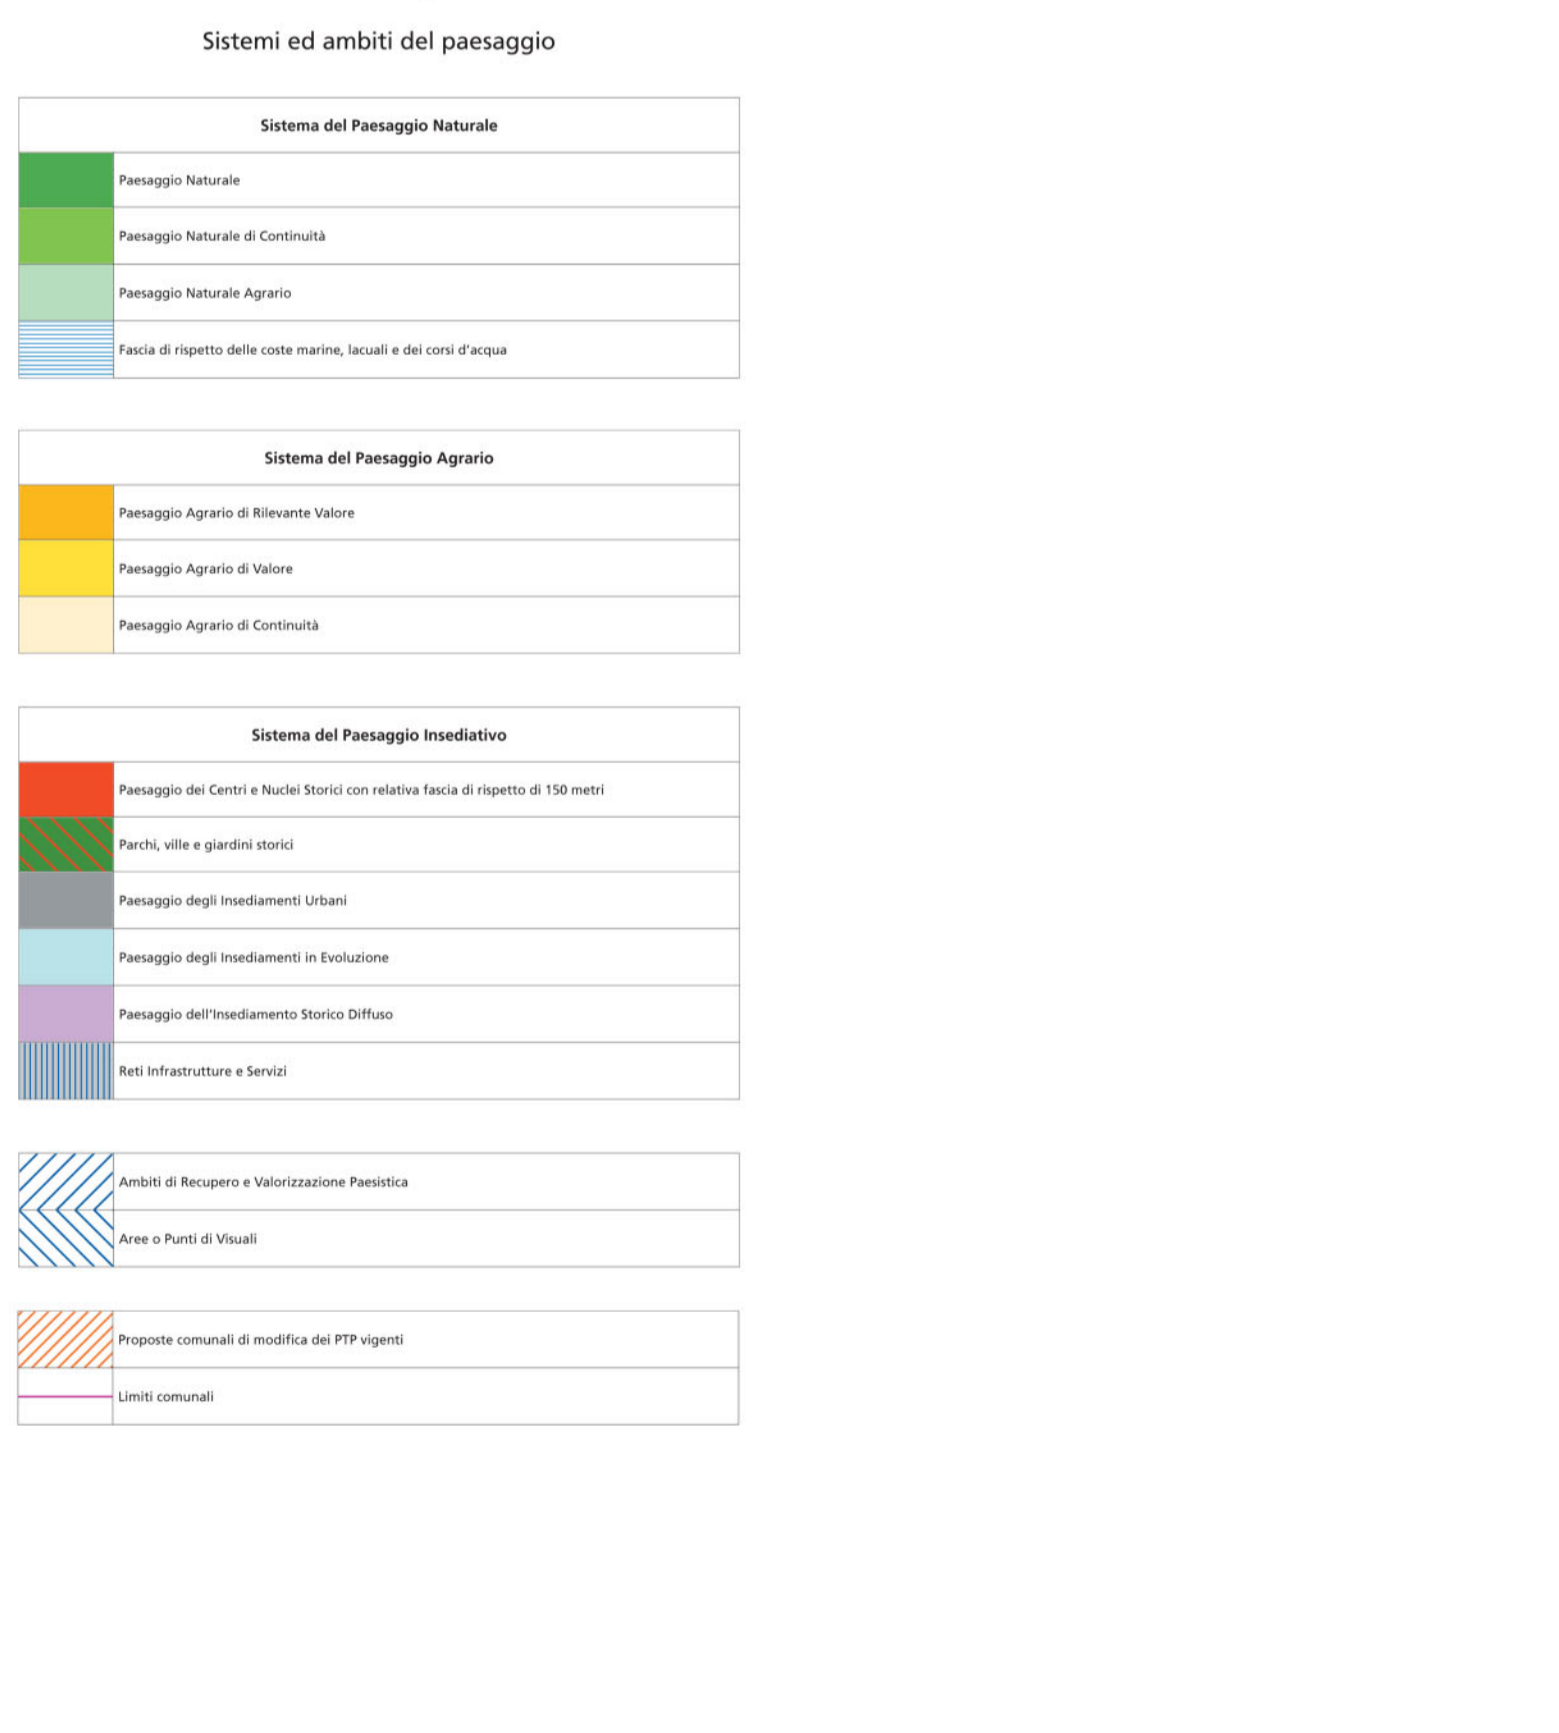 Sistemi ed ambiti del paesaggio
Sistema del Paesaggio Naturale
Paesaggio Naturale
Paesaggio Naturale di Continuità
Paesaggio Naturale Agrario
Fascia di rispetto delle coste marine, lacuali e dei corsi d'acqua
Sistema del Paesaggio Agrario
Paesaggio Agrario di Rilevante Valore
Paesaggio Agrario di Valore
Paesaggio Agrario di Continuità
Sistema del Paesaggio Insediativo
Paesaggio dei Centri e Nuclei Storici con relativa fascia di rispetto di 150 metri
Parchi, ville e giardini storici
Paesaggio degli Insediamenti Urbani
Paesaggio degli Insediamenti in Evoluzione
Paesaggio dell'Insediamento Storico Diffuso
Reti Infrastrutture e Servizi
Ambiti di Recupero e Valorizzazione Paesistica
Aree o Punti di Visuali
Proposte comunali di modifica dei PTP vigenti
Limiti comunali